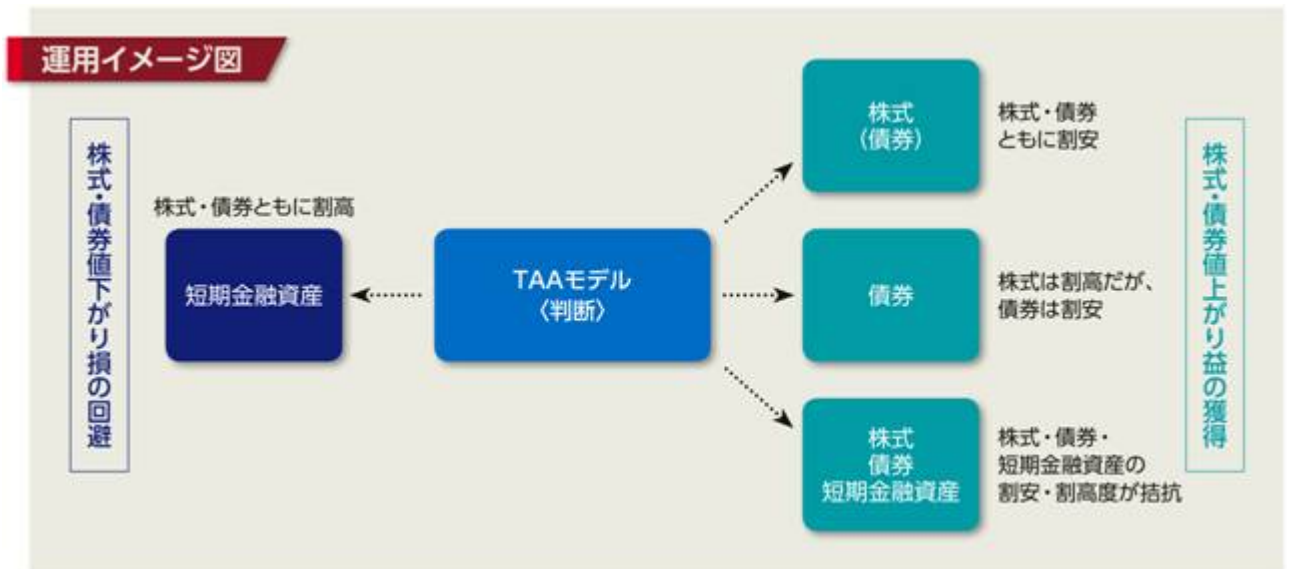 運用イメージ図
株式・債券値下がり損の回避
株式・債券ともに割高
短期金融資産
TAAモデル
〈判断〉
株式
（債券）
株式・債券
ともに割安
債券
株式は割高だが、
債券は割安
株式
債券
短期金融資産
株式・債券・
短期金融資産の
割安・割高度が拮抗
株式・債券値上がり益の獲得